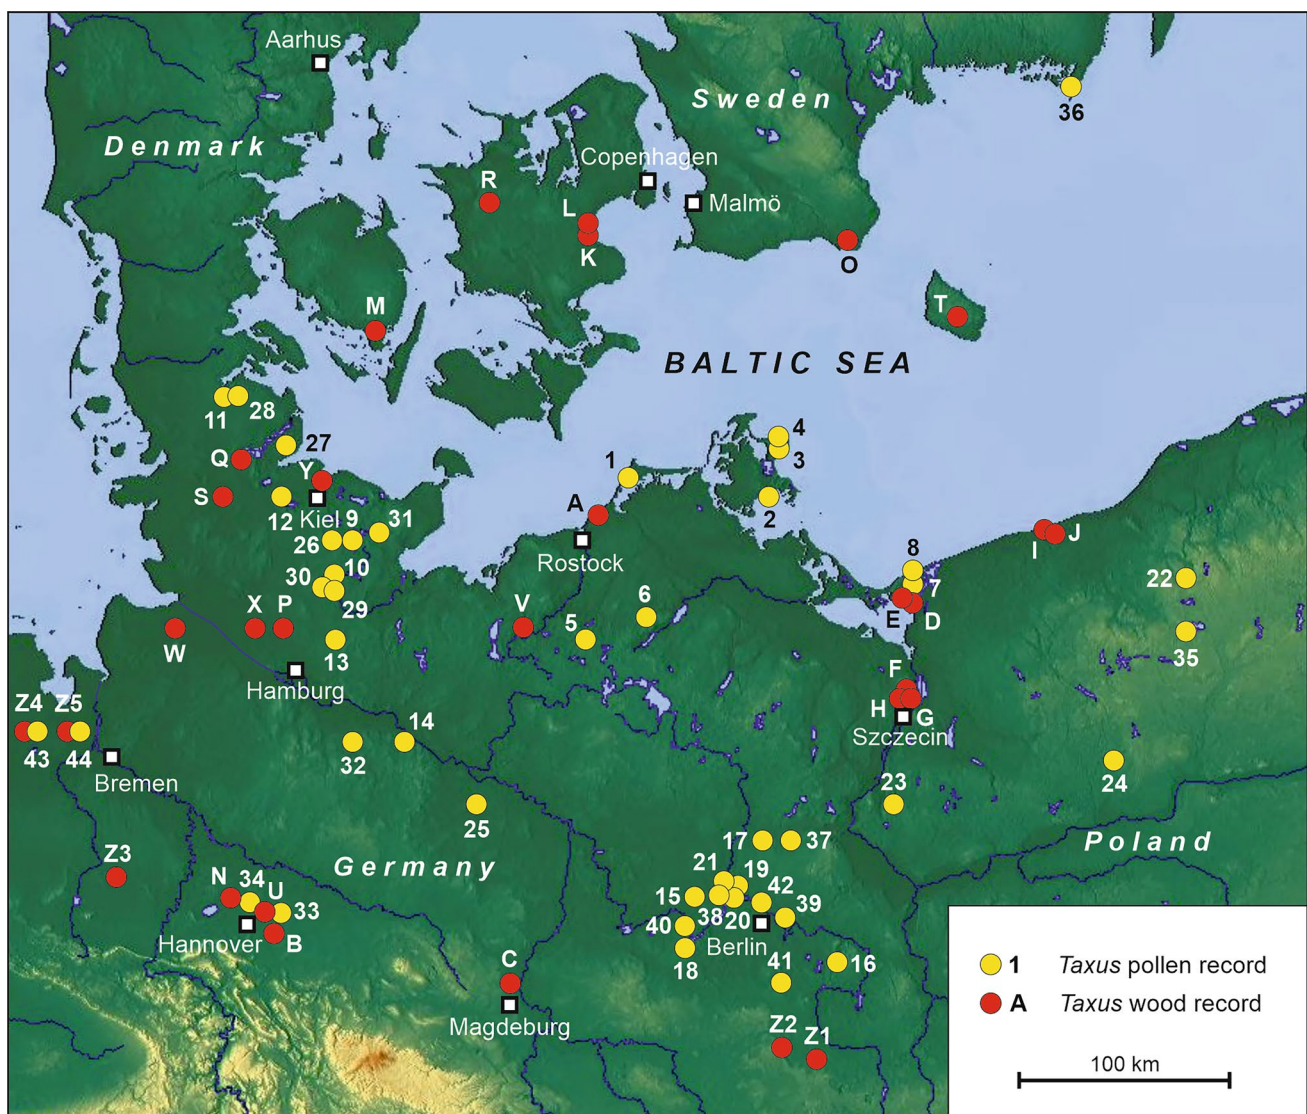 Aarhus
Denmark
Sweden
36
Copenhagen
R
L
Malmö
K
O
M
T
BALTIC SEA
11
28
27
4
3
Q
Y
1
S
A
2
12
Kiel
9
31
26
Rostock
8
I
J
10
30
7
22
29
E
D
X
P
V
6
5
W
13
35
Hamburg
F
Z4
Z5
H
G
14
Szczecin
43
44
32
Bremen
24
23
25
17
37
Poland
Germany
21
19
Z3
42
N
34
U
15
33
38
20
39
40
Hannover
B
Berlin
C
18
41
16
1 Taxus pollen record
A Taxus wood record
Magdeburg
Z2
Z1
100 km